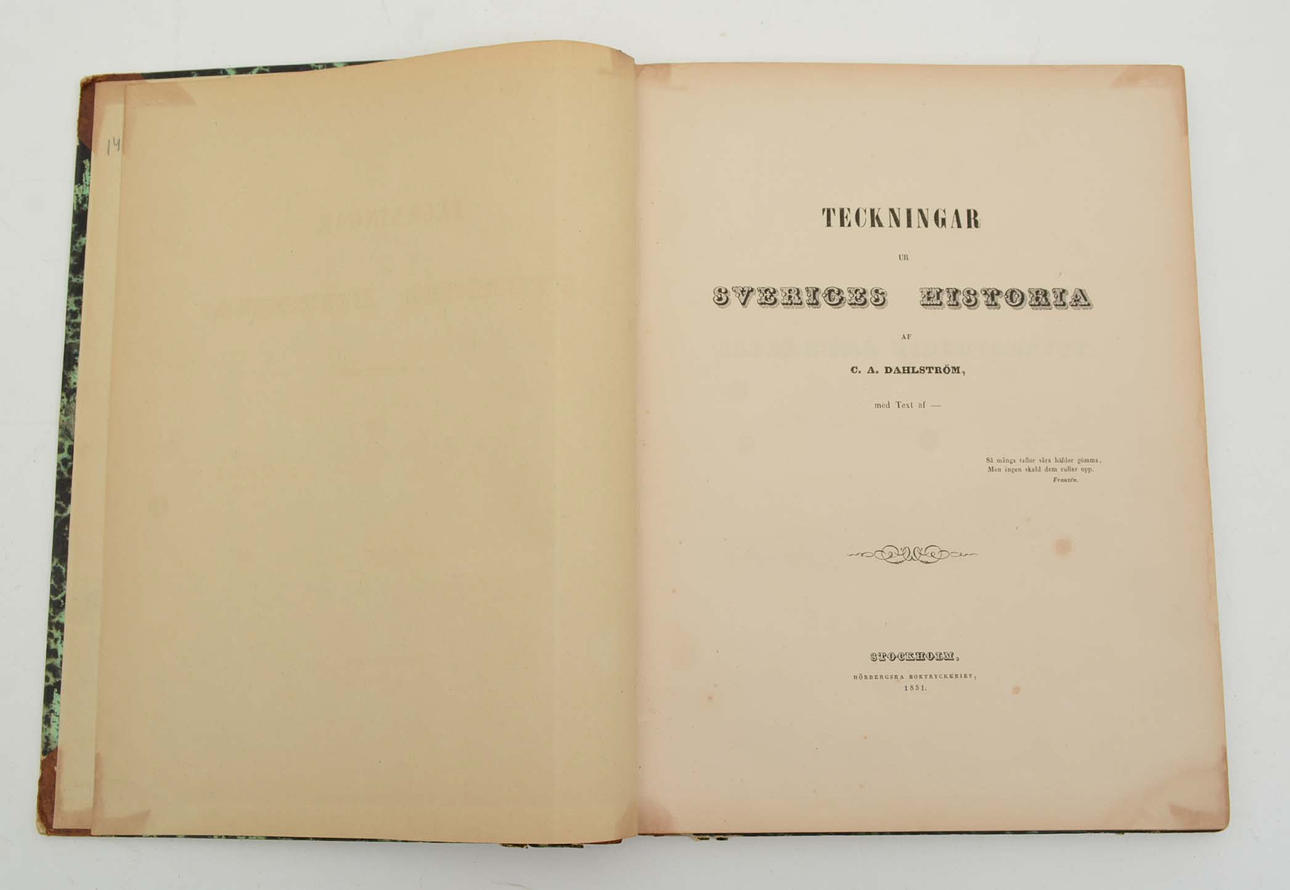 14
TECKNINGAR
UR
SVERIGES HISTORIA
AF
C. A. DAHLSTRÖM,
med Text af —
Så många taflor våra häfder gömma,
Men ingen skald dem rullar opp.
Franzén.
STOCKHOLM,
HÖRBERGSKA BOKTRYCKERIET,
1851.